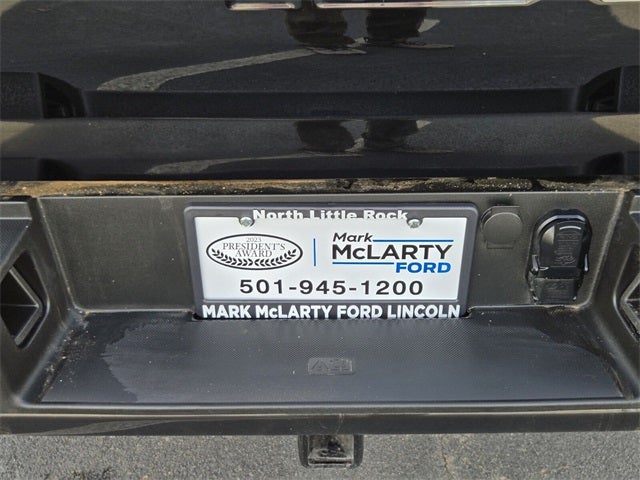 North Little Rock
2023
PRESIDENT'S
AWARD
Mark
McLARTY
FORD
501-945-1200
MARK McLARTY FORD LINCOLN